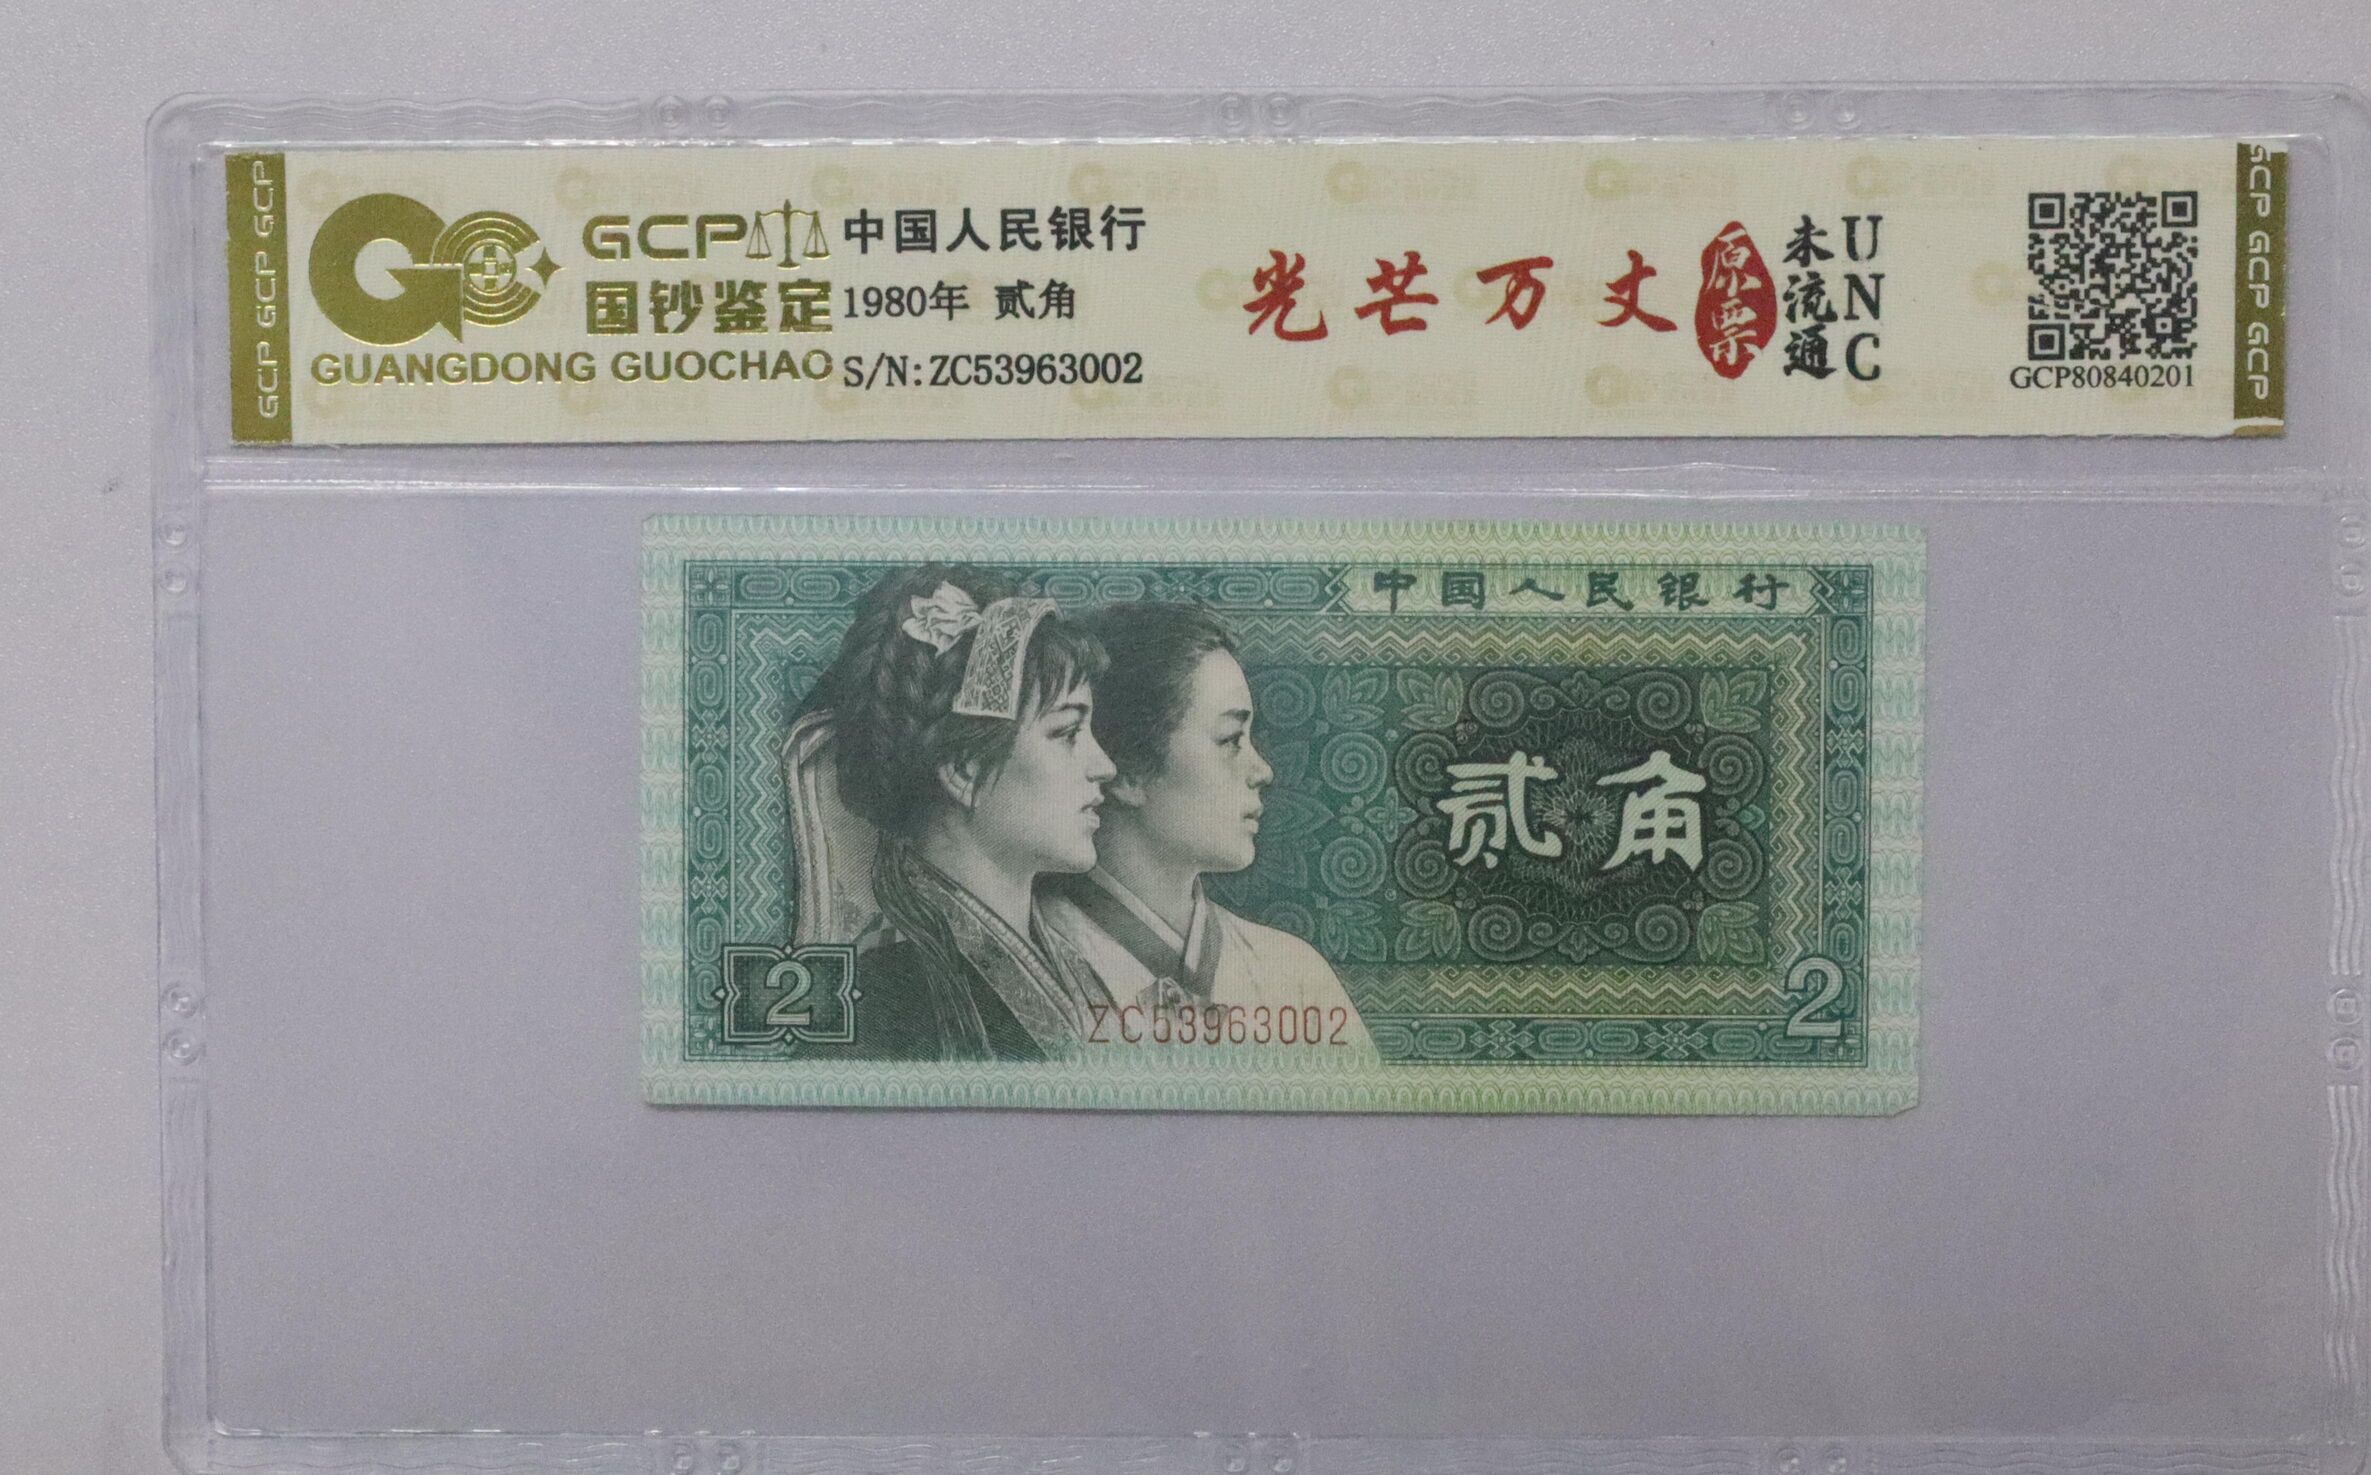 GCP GCP GCP
GCP
国钞鉴定
GUANGDONG GUOCHAO
中国人民银行
1980年 贰角
S/N:ZC53963002
光芒万丈
原票
未流通
UNC
GCP80840201
GCP GCP GCP
中国人民银行
贰角
2
ZC53963002
2